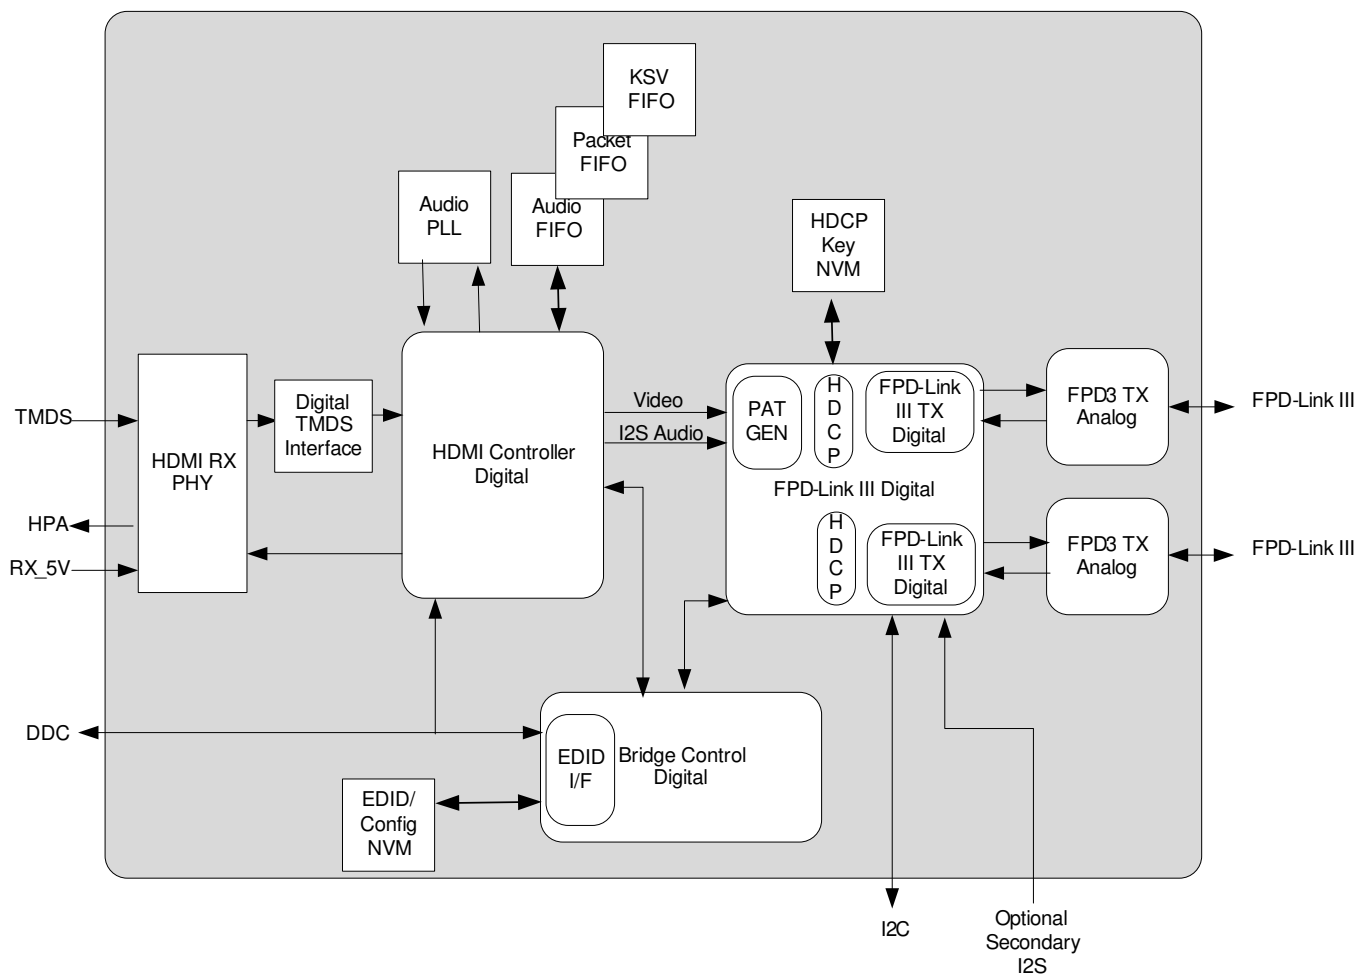 KSV
FIFO
Packet
FIFO
Audio
PLL
Audio
FIFO
HDCP
Key
NVM
TMDS
HPA
RX_5V
HDMI RX
PHY
Digital
TMDS
Interface
HDMI Controller
Digital
Video
I2S Audio
PAT
GEN
H
D
C
P
FPD-Link
III TX
Digital
FPD-Link III Digital
H
D
C
P
FPD-Link
III TX
Digital
FPD3 TX
Analog
FPD-Link III
FPD3 TX
Analog
FPD-Link III
DDC
EDID
I/F
Bridge Control
Digital
EDID/
Config
NVM
I2C
Optional
Secondary
I2S